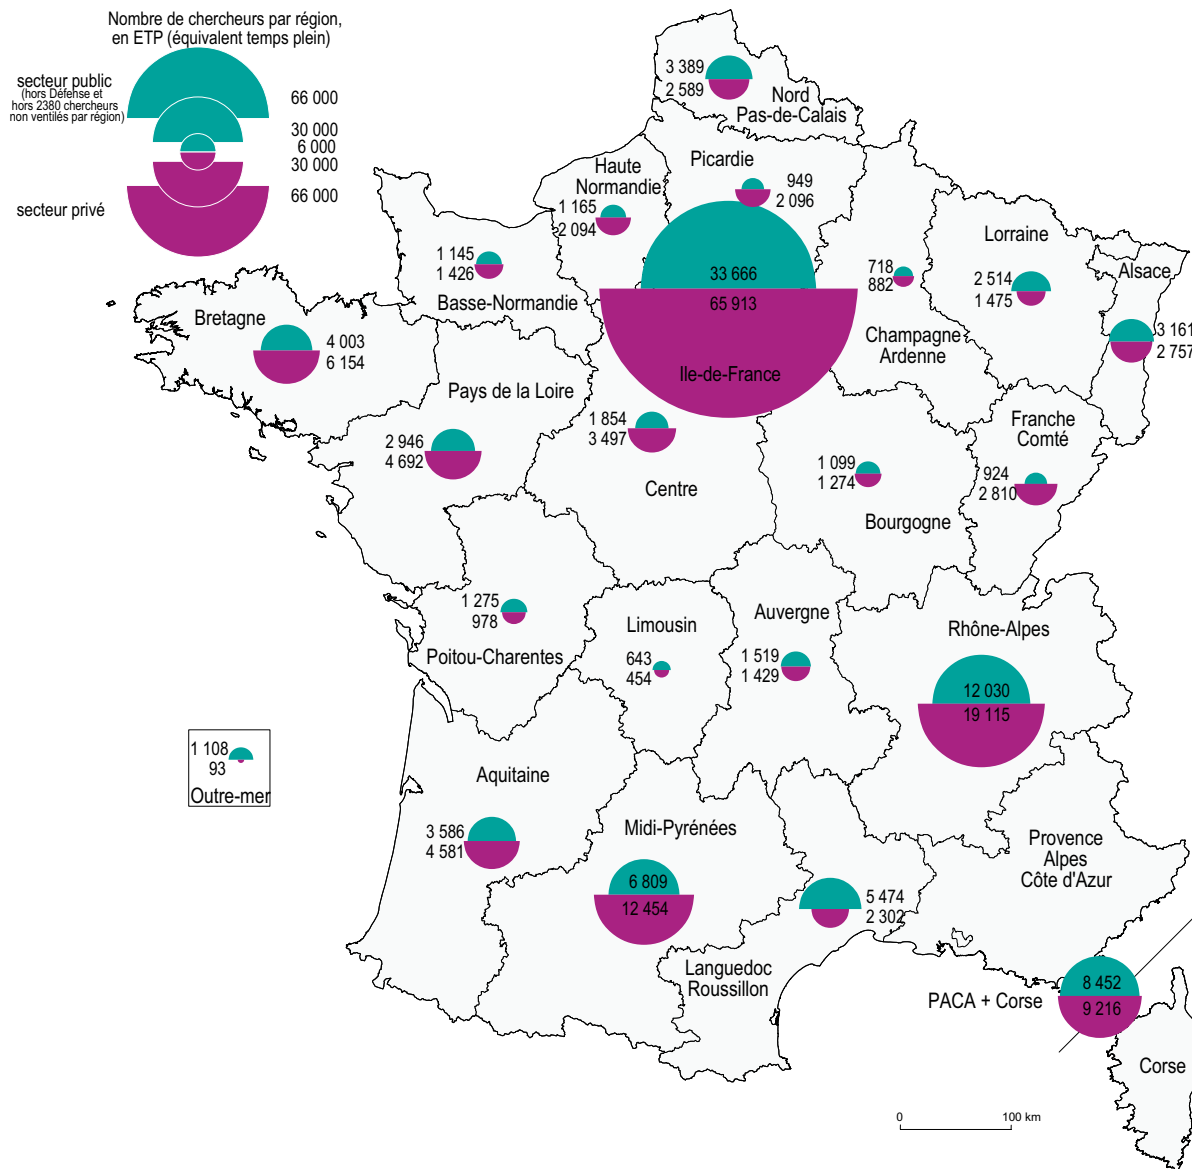 Nombre de chercheurs par région,
en ETP (équivalent temps plein)
secteur public
(hors Défense et
hors 2380 chercheurs
non ventilés par région)
66 000
30 000
6 000
30 000
66 000
secteur privé
3 389
2 589
Nord
Pas-de-Calais
Picardie
949
2 096
Haute
Normandie
1 165
2 094
1 145
1 426
Basse-Normandie
33 666
65 913
Ile-de-France
718
882
Champagne
Ardenne
Lorraine
2 514
1 475
Alsace
3 161
2 757
Bretagne
4 003
6 154
Pays de la Loire
2 946
4 692
1 854
3 497
Centre
1 099
1 274
Bourgogne
Franche
Comté
924
2 810
1 275
978
Poitou-Charentes
Limousin
643
454
Auvergne
1 519
1 429
Rhône-Alpes
12 030
19 115
1 108
93
Outre-mer
Aquitaine
3 586
4 581
Midi-Pyrénées
6 809
12 454
5 474
2 302
Languedoc
Roussillon
Provence
Alpes
Côte d'Azur
PACA + Corse
8 452
9 216
Corse
0
100 km